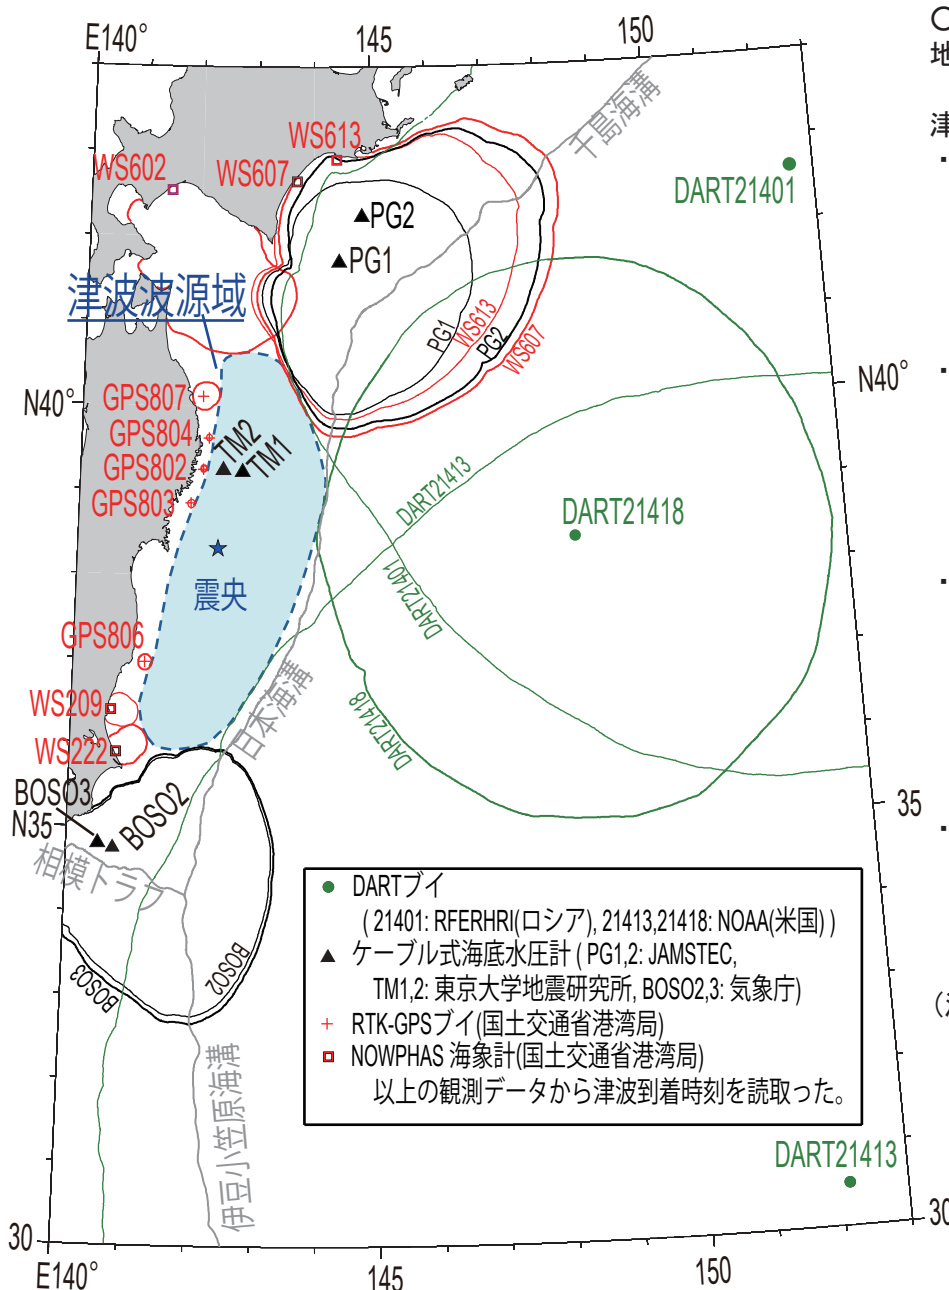 E140°
145
150
〇
地
津
・
WS613
千島海溝
WS602
WS607
DART21401
PG2
PG1
津波波源域
PG1
WS613
PG2
WS607
N40°
N40°
・
GPS807
GPS804
TM2
TM1
GPS802
GPS803
DART21413
DART21418
DART21401
震央
・
GPS806
日本海溝
DART21418
WS209
WS222
BOSO3
BOSO2
N35
35
・
相模トラフ
BOSO2
BOSO3
DARTブイ
( 21401: RFERHRI(ロシア), 21413,21418: NOAA(米国) )
ケーブル式海底水圧計 ( PG1,2: JAMSTEC,
TM1,2: 東京大学地震研究所, BOSO2,3: 気象庁)
RTK-GPSブイ(国土交通省港湾局)
NOWPHAS 海象計(国土交通省港湾局)
以上の観測データから津波到着時刻を読取った。
伊豆小笠原海溝
DART21413
30
30
E140°
145
150